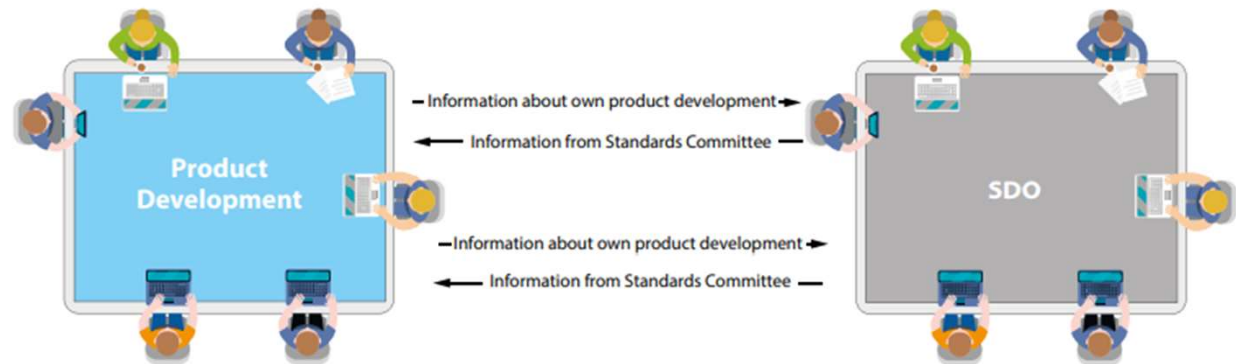 Information about own product development
Information from Standards Committee
Product
Development
SDO
Information about own product development
Information from Standards Committee